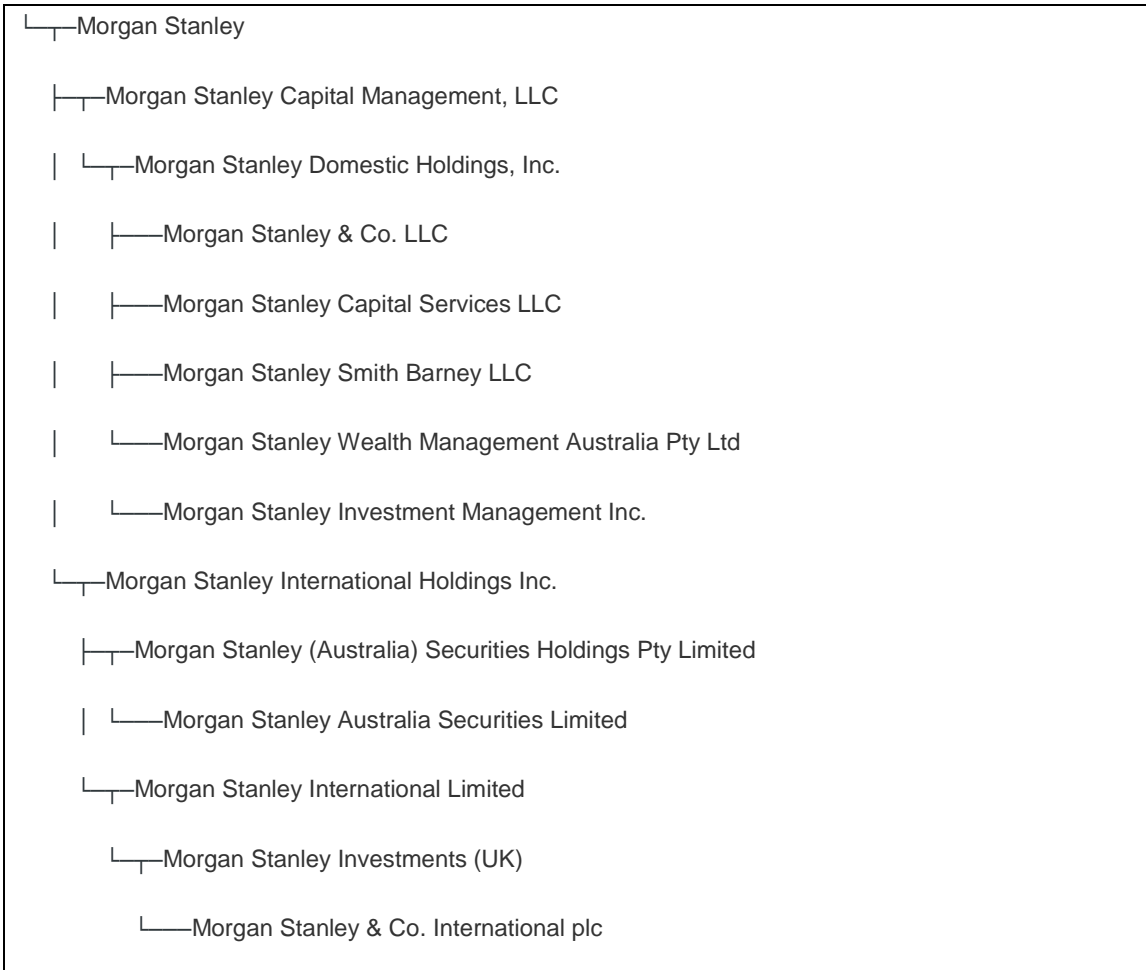 Morgan Stanley
Morgan Stanley Capital Management, LLC
Morgan Stanley Domestic Holdings, Inc.
Morgan Stanley & Co. LLC
Morgan Stanley Capital Services LLC
Morgan Stanley Smith Barney LLC
Morgan Stanley Wealth Management Australia Pty Ltd
Morgan Stanley Investment Management Inc.
Morgan Stanley International Holdings Inc.
Morgan Stanley (Australia) Securities Holdings Pty Limited
Morgan Stanley Australia Securities Limited
Morgan Stanley International Limited
Morgan Stanley Investments (UK)
Morgan Stanley & Co. International plc